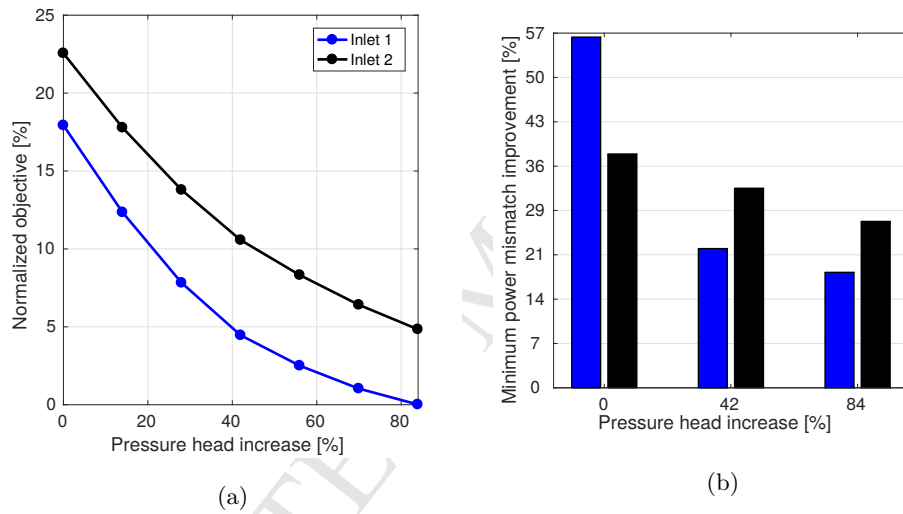 25
20
15
10
5
0
Normalized objective [%]
Inlet 1
Inlet 2
0 20 40 60 80
Pressure head increase [%]
(a)
57
50
43
36
29
21
14
7
0
Minimum power mismatch improvement [%]
0 42 84
Pressure head increase [%]
(b)